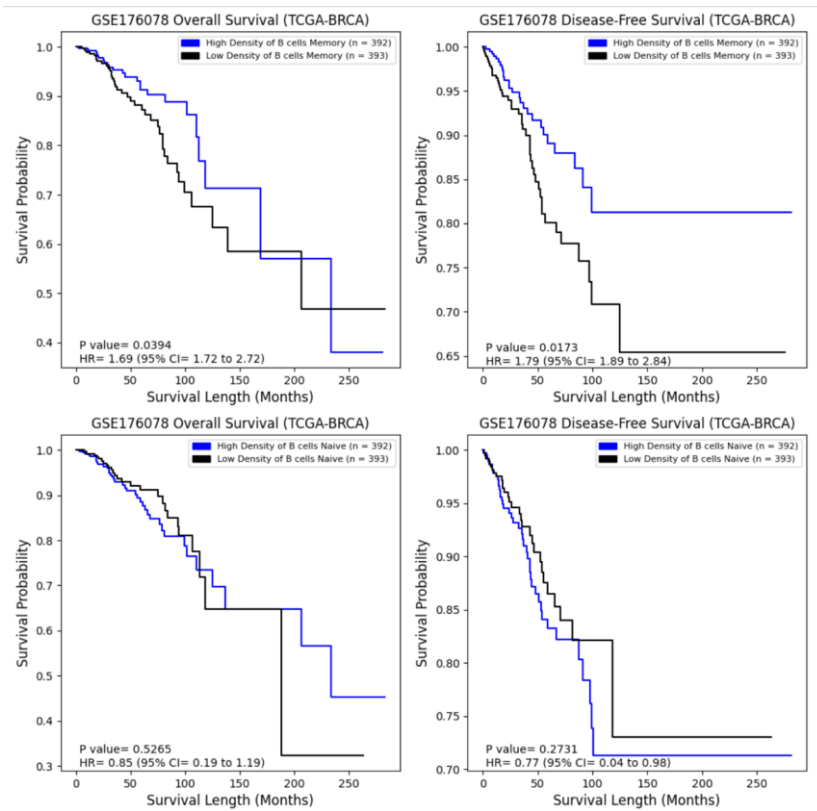 GSE176078 Overall Survival (TCGA-BRCA)
High Density of B cells Memory (n = 392)
Low Density of B cells Memory (n = 393)
1.0
0.9
0.8
0.7
0.6
0.5
0.4
Survival Probability
P value= 0.0394
HR= 1.69 (95% CI= 1.72 to 2.72)
0 50 100 150 200 250
Survival Length (Months)
GSE176078 Disease-Free Survival (TCGA-BRCA)
High Density of B cells Memory (n = 392)
Low Density of B cells Memory (n = 393)
1.00
0.95
0.90
0.85
0.80
0.75
0.70
0.65
Survival Probability
P value= 0.0173
HR= 1.79 (95% CI= 1.89 to 2.84)
0 50 100 150 200 250
Survival Length (Months)
GSE176078 Overall Survival (TCGA-BRCA)
High Density of B cells Naive (n = 392)
Low Density of B cells Naive (n = 393)
1.0
0.9
0.8
0.7
0.6
0.5
0.4
0.3
Survival Probability
P value= 0.5265
HR= 0.85 (95% CI= 0.19 to 1.19)
0 50 100 150 200 250
Survival Length (Months)
GSE176078 Disease-Free Survival (TCGA-BRCA)
High Density of B cells Naive (n = 392)
Low Density of B cells Naive (n = 393)
1.00
0.95
0.90
0.85
0.80
0.75
0.70
Survival Probability
P value= 0.2731
HR= 0.77 (95% CI= 0.04 to 0.98)
0 50 100 150 200 250
Survival Length (Months)